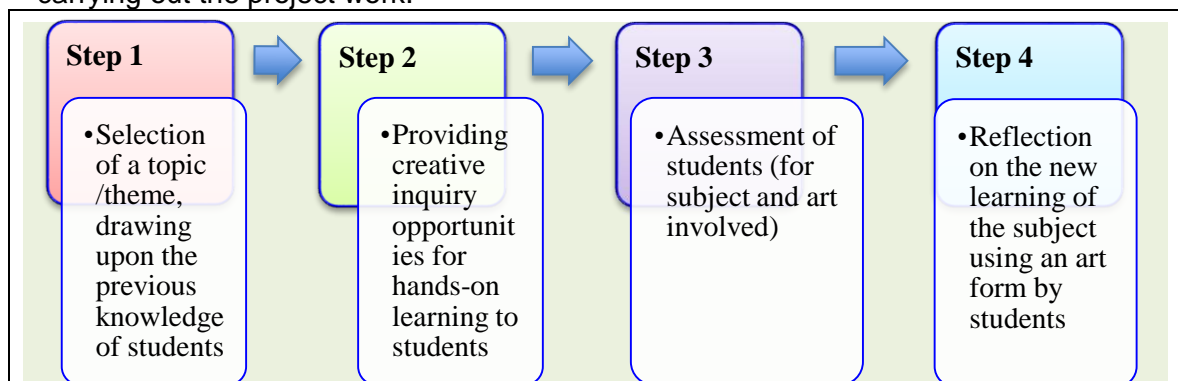 carrying out the project work.
Step 1
•Selection
of a topic
/theme,
drawing
upon the
previous
knowledge
of students
Step 2
•Providing
creative
inquiry
opportunit
ies for
hands-on
learning to
students
Step 3
•Assessment of
students (for
subject and art
involved)
Step 4
•Reflection
on the new
learning of
the subject
using an art
form by
students